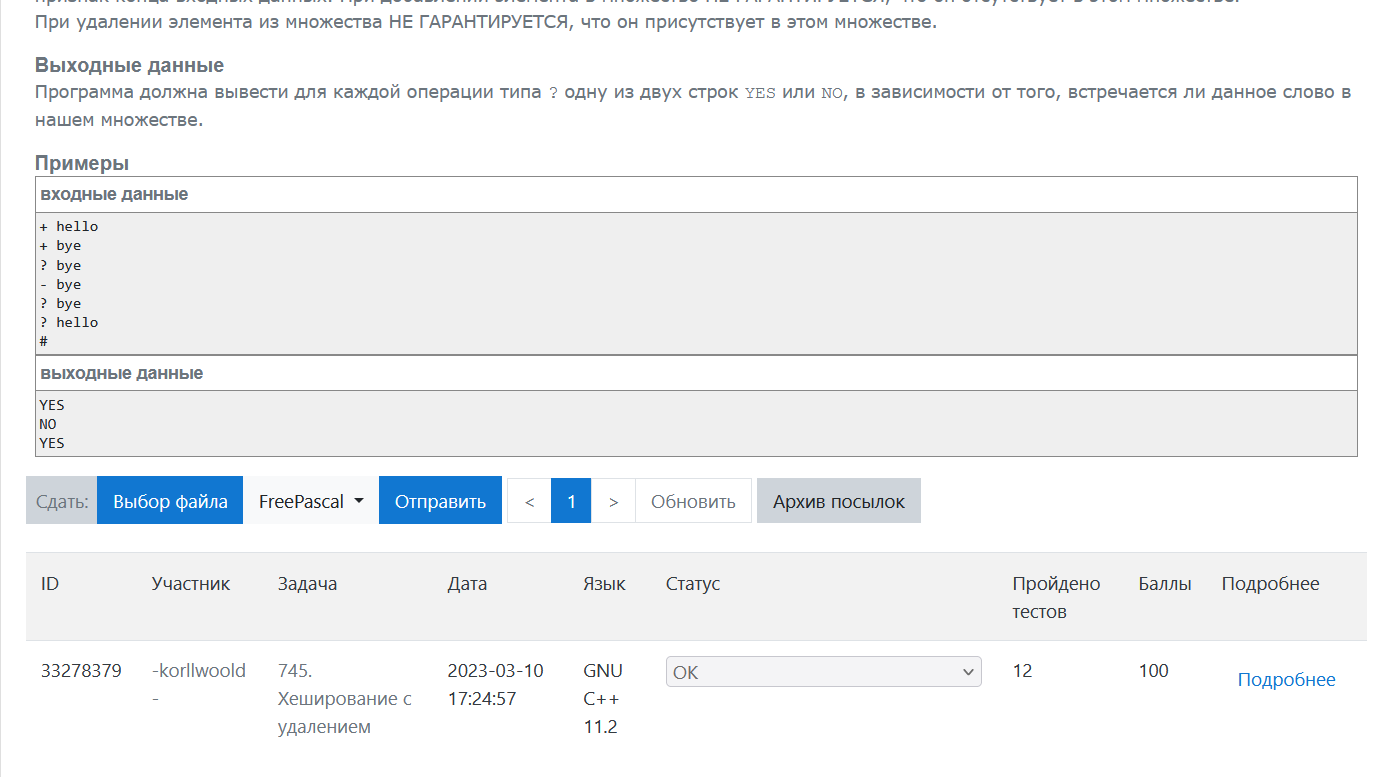 При удалении элемента из множества НЕ ГАРАНТИРУЕТСЯ, что он присутствует в этом множестве.
Выходные данные
Программа должна вывести для каждой операции типа ? одну из двух строк YES или NO, в зависимости от того, встречается ли данное слово в
нашем множестве.
Примеры
входные данные
+ hello
+ bye
? bye
- bye
? bye
? hello
#
выходные данные
YES
NO
YES
Сдать: Выбор файла FreePascal Отправить < 1 > Обновить Архив посылок
ID Участник Задача Дата Язык Статус Пройдено тестов Баллы Подробнее
33278379 -korllwoold- 745. Хеширование с удалением 2023-03-10 17:24:57 GNU C++ 11.2 OK 12 100 Подробнее